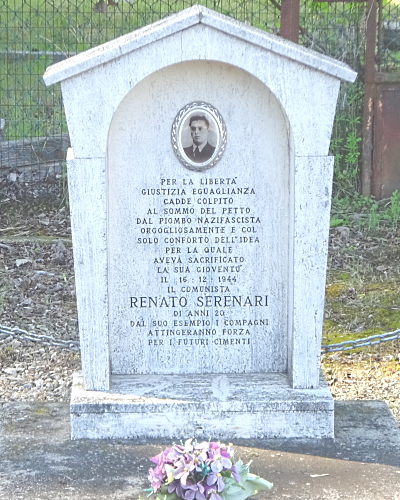 PER LA LIBERTA'
GIUSTIZIA EGUAGLIANZA
CADDE COLPITO
AL SOMMO DEL PETTO
DAL PIOMBO NAZIFASCISTA
ORGOGLIOSAMENTE E COL
SOLO CONFORTO DELL'IDEA
PER LA QUALE
AVEVA SACRIFICATO
LA SUA GIOVENTU'
IL 16-12-1944
IL COMUNISTA
RENATO SERENARI
DI ANNI 20
DAL SUO ESEMPIO I COMPAGNI
ATTINGERANNO FORZA
PER I FUTURI CIMENTI